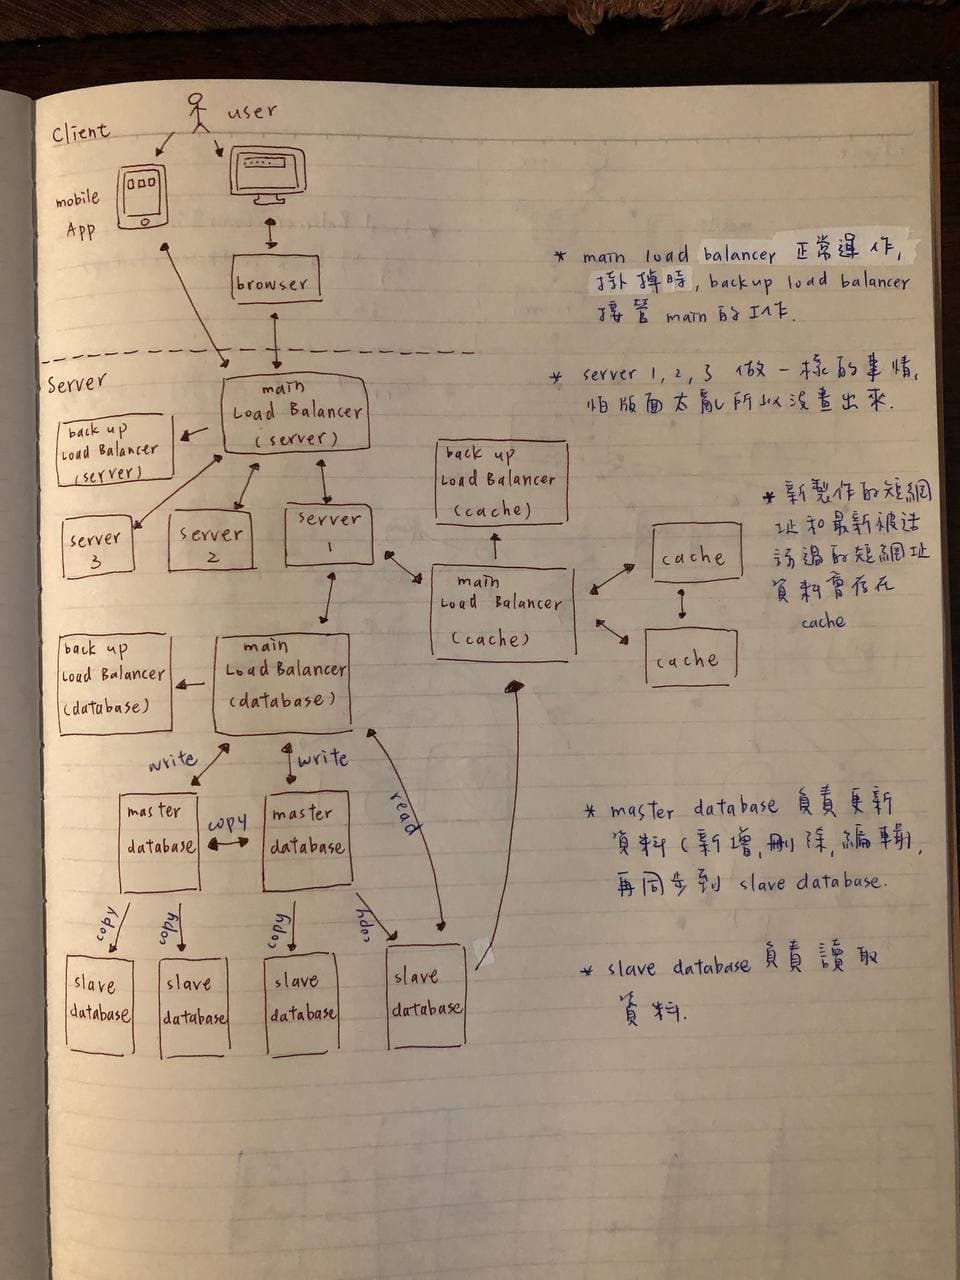 Client
user
mobile
App
browser
* main load balancer 正常運作,
掛掉時, backup load balancer
接管 main 的工作.
Server
main
Load Balancer
(server)
back up
Load Balancer
(server)
* server 1, 2, 3 做一樣的事情,
怕版面太亂所以沒畫出來.
server
3
server
2
server
1
back up
Load Balancer
(cache)
main
Load Balancer
(cache)
cache
cache
* 新製作的短網
址和最新被造
訪過的短網址
資料會存在
cache
back up
Load Balancer
(database)
main
Load Balancer
(database)
write
write
read
master
database
copy
master
database
* master database 負責更新
資料(新增,刪除,編輯),
再同步到 slave database.
copy
copy
copy
copy
slave
database
slave
database
slave
database
slave
database
* slave database 負責讀取
資料.